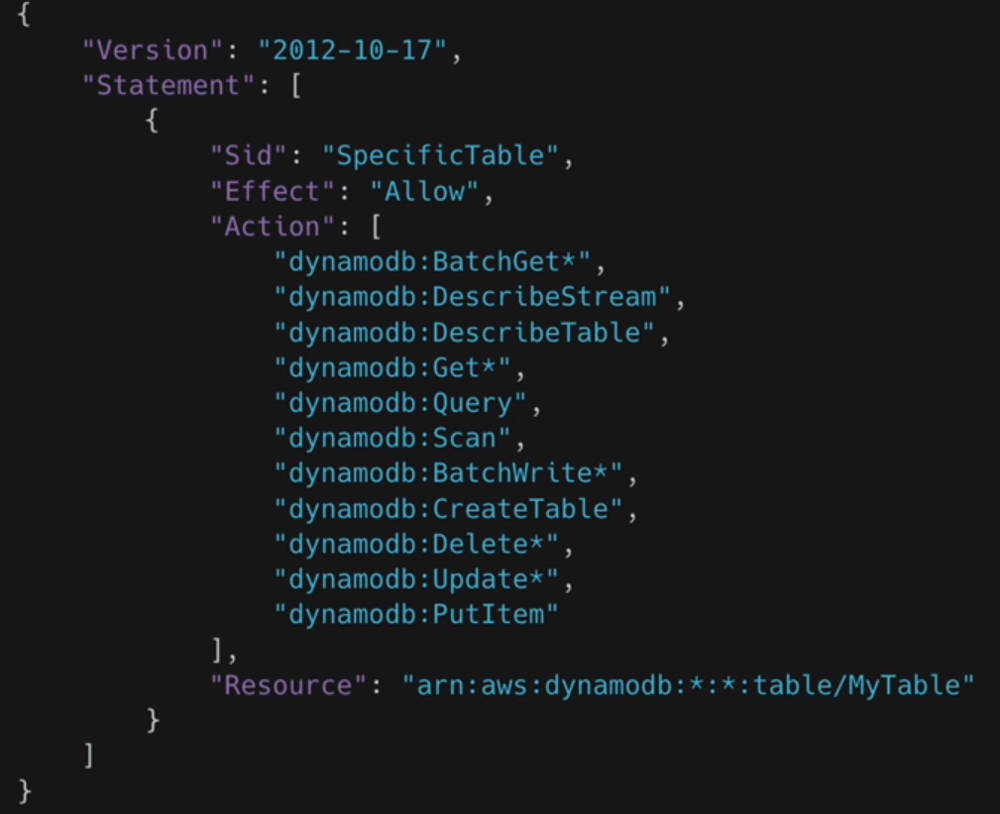 {
    "Version": "2012-10-17",
    "Statement": [
        {
            "Sid": "SpecificTable",
            "Effect": "Allow",
            "Action": [
                "dynamodb:BatchGet*",
                "dynamodb:DescribeStream",
                "dynamodb:DescribeTable",
                "dynamodb:Get*",
                "dynamodb:Query",
                "dynamodb:Scan",
                "dynamodb:BatchWrite*",
                "dynamodb:CreateTable",
                "dynamodb:Delete*",
                "dynamodb:Update*",
                "dynamodb:PutItem"
            ],
            "Resource": "arn:aws:dynamodb:*:*:table/MyTable"
        }
    ]
}